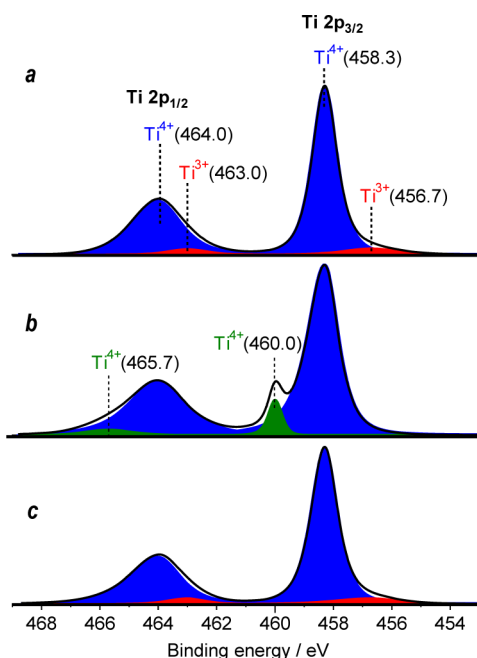 Ti 2p3/2
a
Ti4+(458.3)
Ti 2p1/2
Ti4+(464.0)
Ti3+(463.0)
Ti3+(456.7)
b
Ti4+(460.0)
Ti4+(465.7)
c
468 466 464 462 460 458 456 454
Binding energy / eV